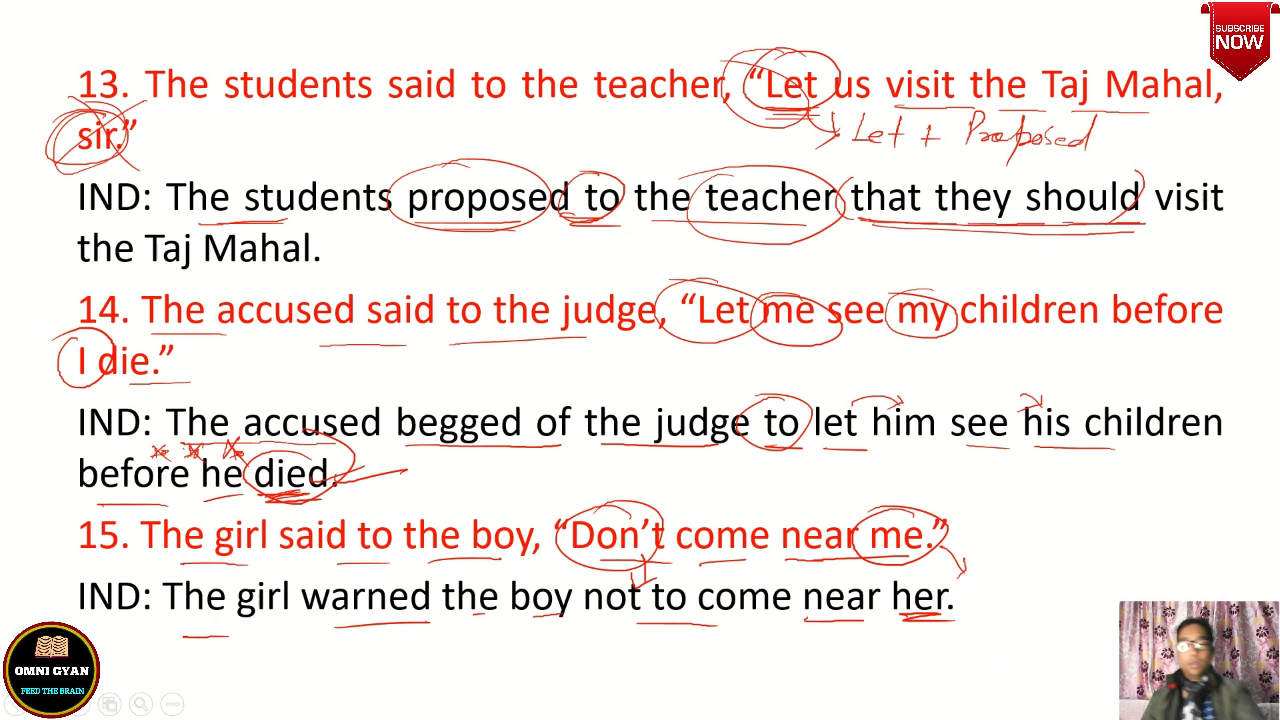 SUBSCRIBE
NOW
13. The students said to the teacher, “Let us visit the Taj Mahal,
sir.”
Let + Proposed
IND: The students proposed to the teacher that they should visit
the Taj Mahal.
14. The accused said to the judge, “Let me see my children before
I die.”
IND: The accused begged of the judge to let him see his children
before he died.
15. The girl said to the boy, “Don’t come near me.”
IND: The girl warned the boy not to come near her.
OMNI GYAN
FEED THE BRAIN